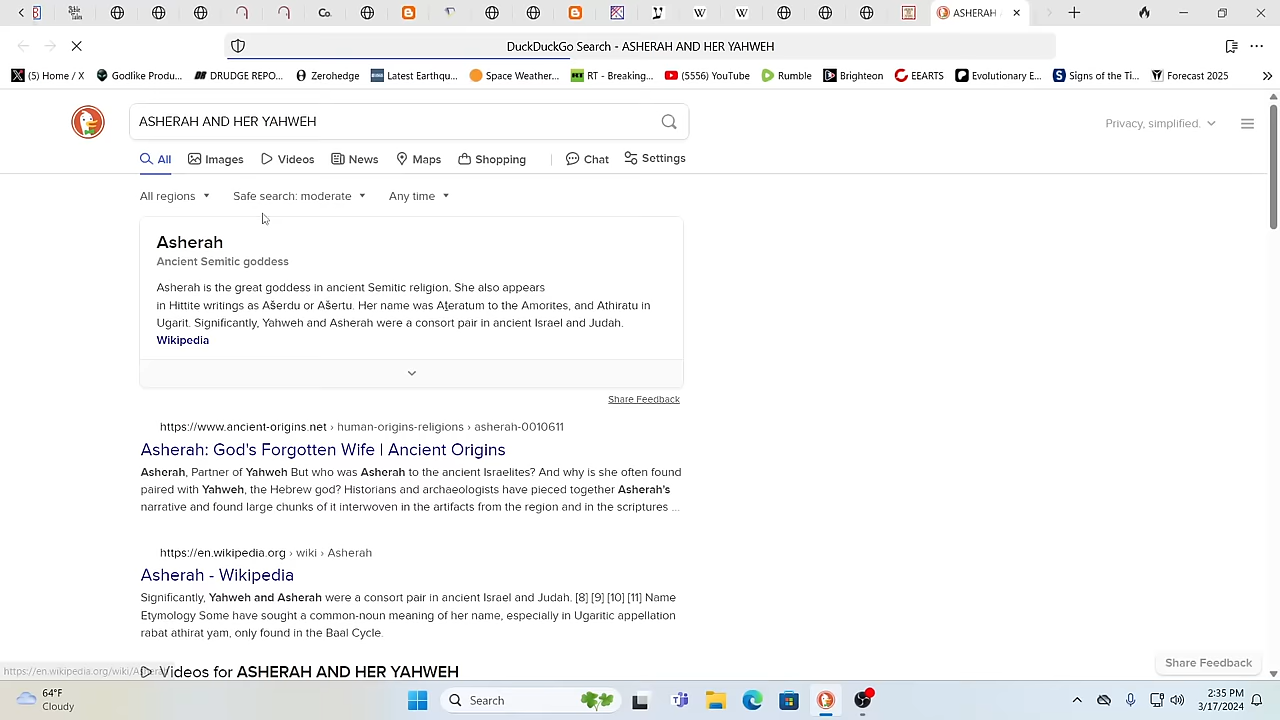 Co.
W
W
ASHERAH
DuckDuckGo Search - ASHERAH AND HER YAHWEH
(5) Home / X
Godlike Produ...
DRUDGE REPO...
Zerohedge
Latest Earthqu...
Space Weather...
RT - Breaking...
(5556) YouTube
Rumble
Brighteon
EEARTS
Evolutionary E...
Signs of the Ti...
Forecast 2025
ASHERAH AND HER YAHWEH
Privacy, simplified.
All
Images
Videos
News
Maps
Shopping
Chat
Settings
All regions
Safe search: moderate
Any time
Asherah
Ancient Semitic goddess
Asherah is the great goddess in ancient Semitic religion. She also appears
in Hittite writings as Ašerdu or Ašertu. Her name was Aṯeratum to the Amorites, and Athiratu in
Ugarit. Significantly, Yahweh and Asherah were a consort pair in ancient Israel and Judah.
Wikipedia
Share Feedback
https://www.ancient-origins.net › human-origins-religions › asherah-0010611
Asherah: God's Forgotten Wife | Ancient Origins
Asherah, Partner of Yahweh But who was Asherah to the ancient Israelites? And why is she often found
paired with Yahweh, the Hebrew god? Historians and archaeologists have pieced together Asherah's
narrative and found large chunks of it interwoven in the artifacts from the region and in the scriptures ...
https://en.wikipedia.org › wiki › Asherah
Asherah - Wikipedia
Significantly, Yahweh and Asherah were a consort pair in ancient Israel and Judah. [8] [9] [10] [11] Name
Etymology Some have sought a common-noun meaning of her name, especially in Ugaritic appellation
rabat athirat yam, only found in the Baal Cycle.
Videos for ASHERAH AND HER YAHWEH
https://en.wikipedia.org/wiki/Asherah
Share Feedback
64°F
Cloudy
Search
2:35 PM
3/17/2024